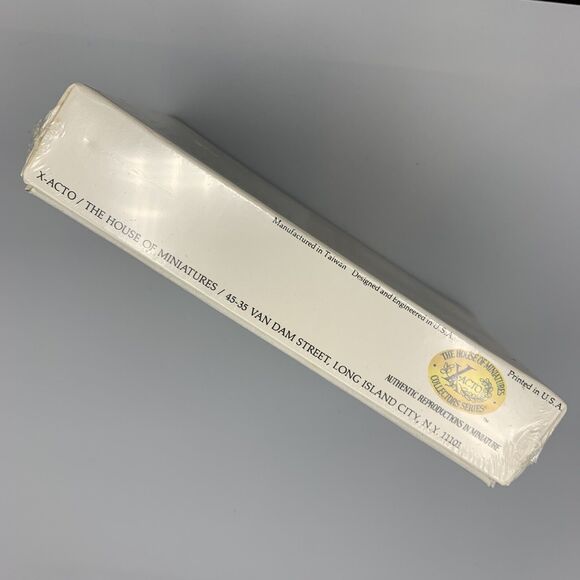 Manufactured in Taiwan Designed and Engineered in U.S.A.
Printed in U.S.A.
X-ACTO / THE HOUSE OF MINIATURES / 45-35 VAN DAM STREET, LONG ISLAND CITY, N.Y. 11101
THE HOUSE OF MINIATURES
X-ACTO
COLLECTORS SERIES
™
AUTHENTIC REPRODUCTIONS IN MINIATURE